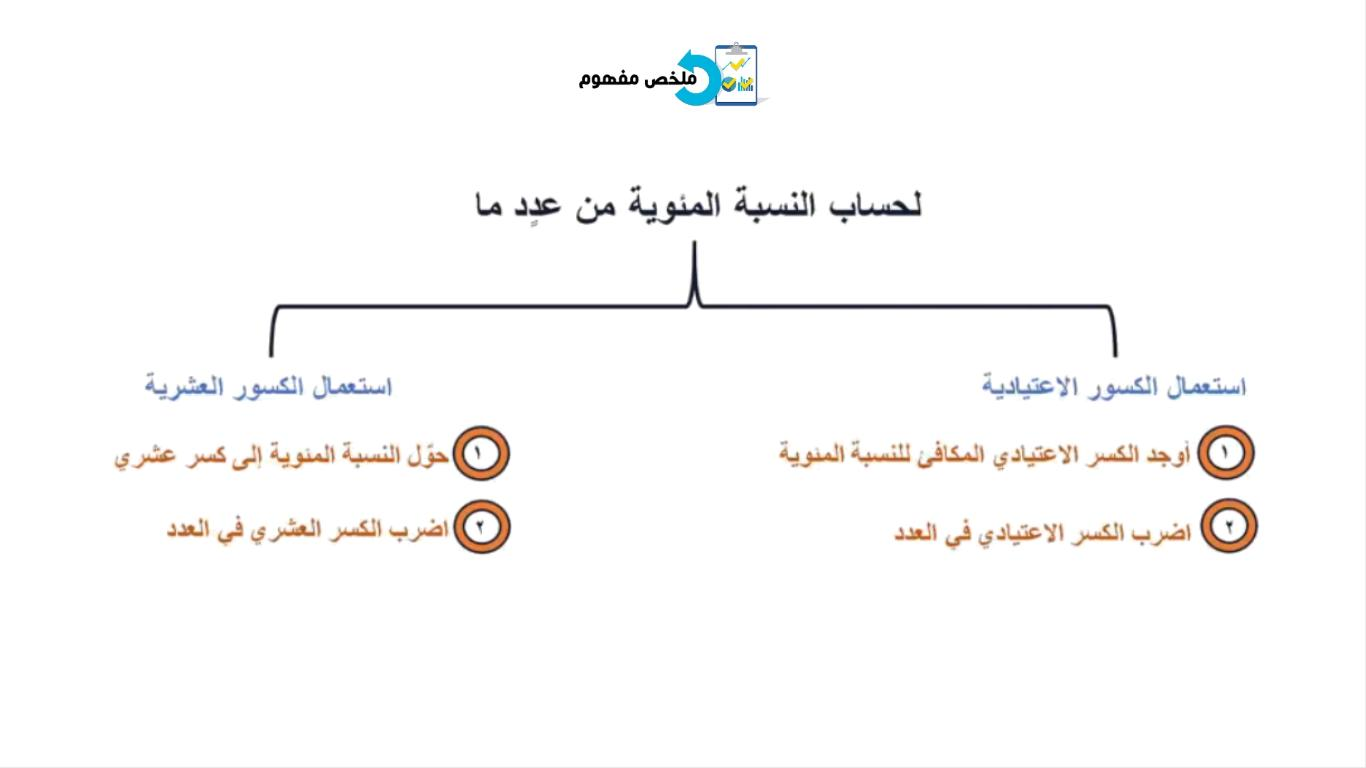 ملخص مفهوم
لحساب النسبة المئوية من عددٍ ما
استعمال الكسور الاعتيادية
١ أوجد الكسر الاعتيادي المكافئ للنسبة المئوية
٢ اضرب الكسر الاعتيادي في العدد
استعمال الكسور العشرية
١ حوّل النسبة المئوية إلى كسر عشري
٢ اضرب الكسر العشري في العدد